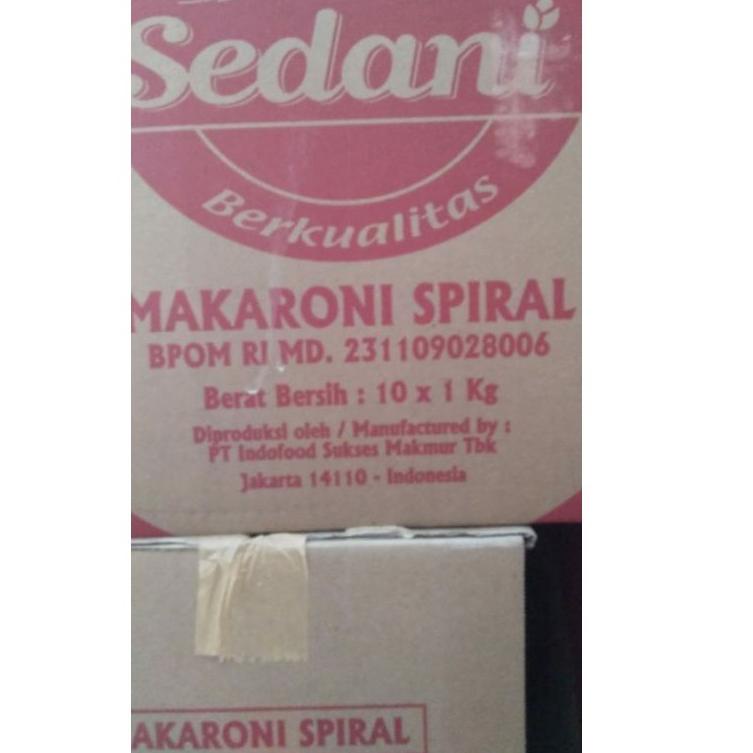 Sedani
Berkualitas
MAKARONI SPIRAL
BPOM RI MD. 231109028006
Berat Bersih : 10 x 1 Kg
Diproduksi oleh / Manufactured by :
PT Indofood Sukses Makmur Tbk
Jakarta 14110 - Indonesia
AKARONI SPIRAL